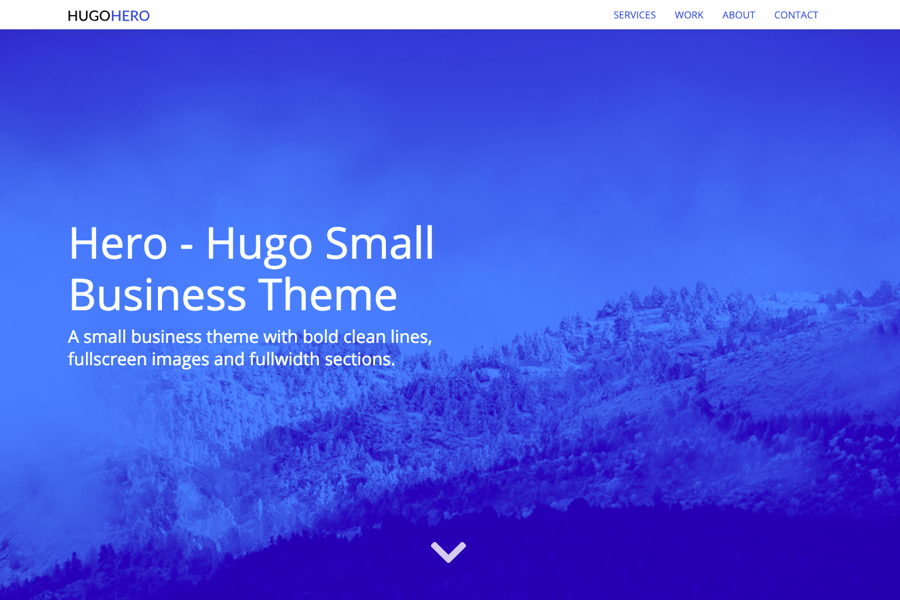 HUGOHERO
SERVICES WORK ABOUT CONTACT
Hero - Hugo Small
Business Theme
A small business theme with bold clean lines,
fullscreen images and fullwidth sections.